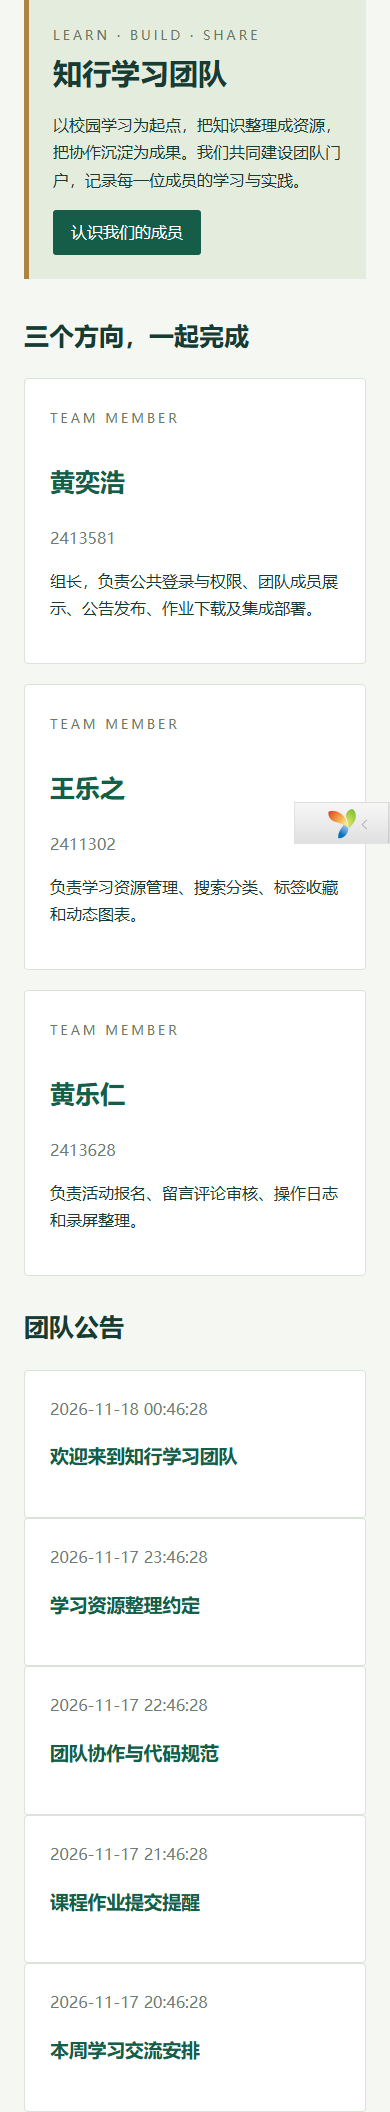 LEARN · BUILD · SHARE
知行学习团队
以校园学习为起点，把知识整理成资源，
把协作沉淀为成果。我们共同建设团队门
户，记录每一位成员的学习与实践。
认识我们的成员
三个方向，一起完成
TEAM MEMBER
黄奕浩
2413581
组长，负责公共登录与权限、团队成员展
示、公告发布、作业下载及集成部署。
TEAM MEMBER
王乐之
2411302
负责学习资源管理、搜索分类、标签收藏
和动态图表。
TEAM MEMBER
黄乐仁
2413628
负责活动报名、留言评论审核、操作日志
和录屏整理。
团队公告
2026-11-18 00:46:28
欢迎来到知行学习团队
2026-11-17 23:46:28
学习资源整理约定
2026-11-17 22:46:28
团队协作与代码规范
2026-11-17 21:46:28
课程作业提交提醒
2026-11-17 20:46:28
本周学习交流安排